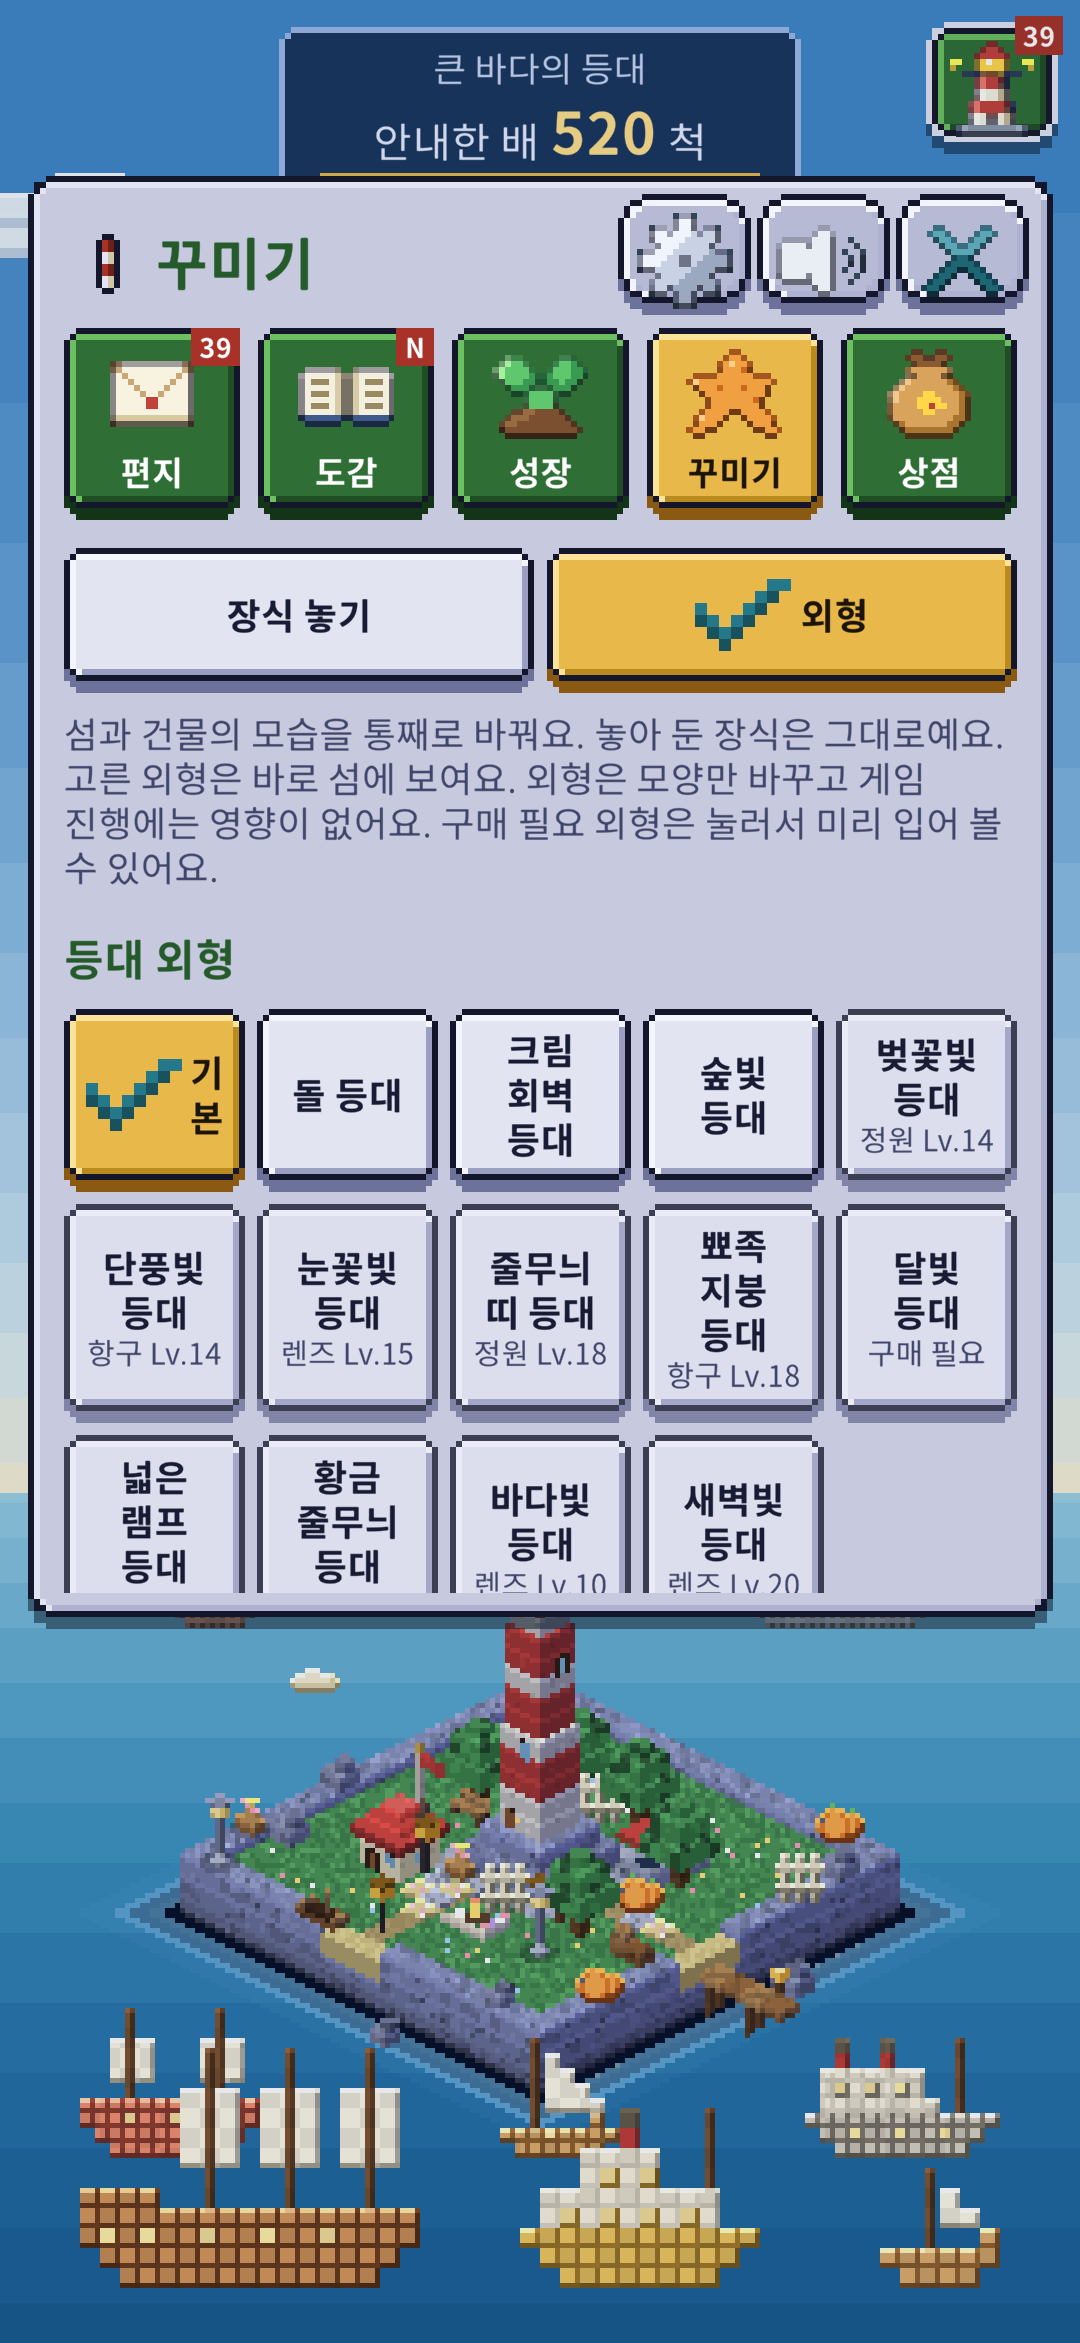 큰 바다의 등대
안내한 배 520 척
39
꾸미기
39
편지
N
도감
성장
꾸미기
상점
장식 놓기
외형
섬과 건물의 모습을 통째로 바꿔요. 놓아 둔 장식은 그대로예요.
고른 외형은 바로 섬에 보여요. 외형은 모양만 바꾸고 게임
진행에는 영향이 없어요. 구매 필요 외형은 눌러서 미리 입어 볼
수 있어요.
등대 외형
기
본
돌 등대
크림
회벽
등대
숲빛
등대
벚꽃빛
등대
정원 Lv.14
단풍빛
등대
항구 Lv.14
눈꽃빛
등대
렌즈 Lv.15
줄무늬
띠 등대
정원 Lv.18
뾰족
지붕
등대
항구 Lv.18
달빛
등대
구매 필요
넓은
램프
등대
황금
줄무늬
등대
바다빛
등대
렌즈 Lv.10
새벽빛
등대
렌즈 Lv.20